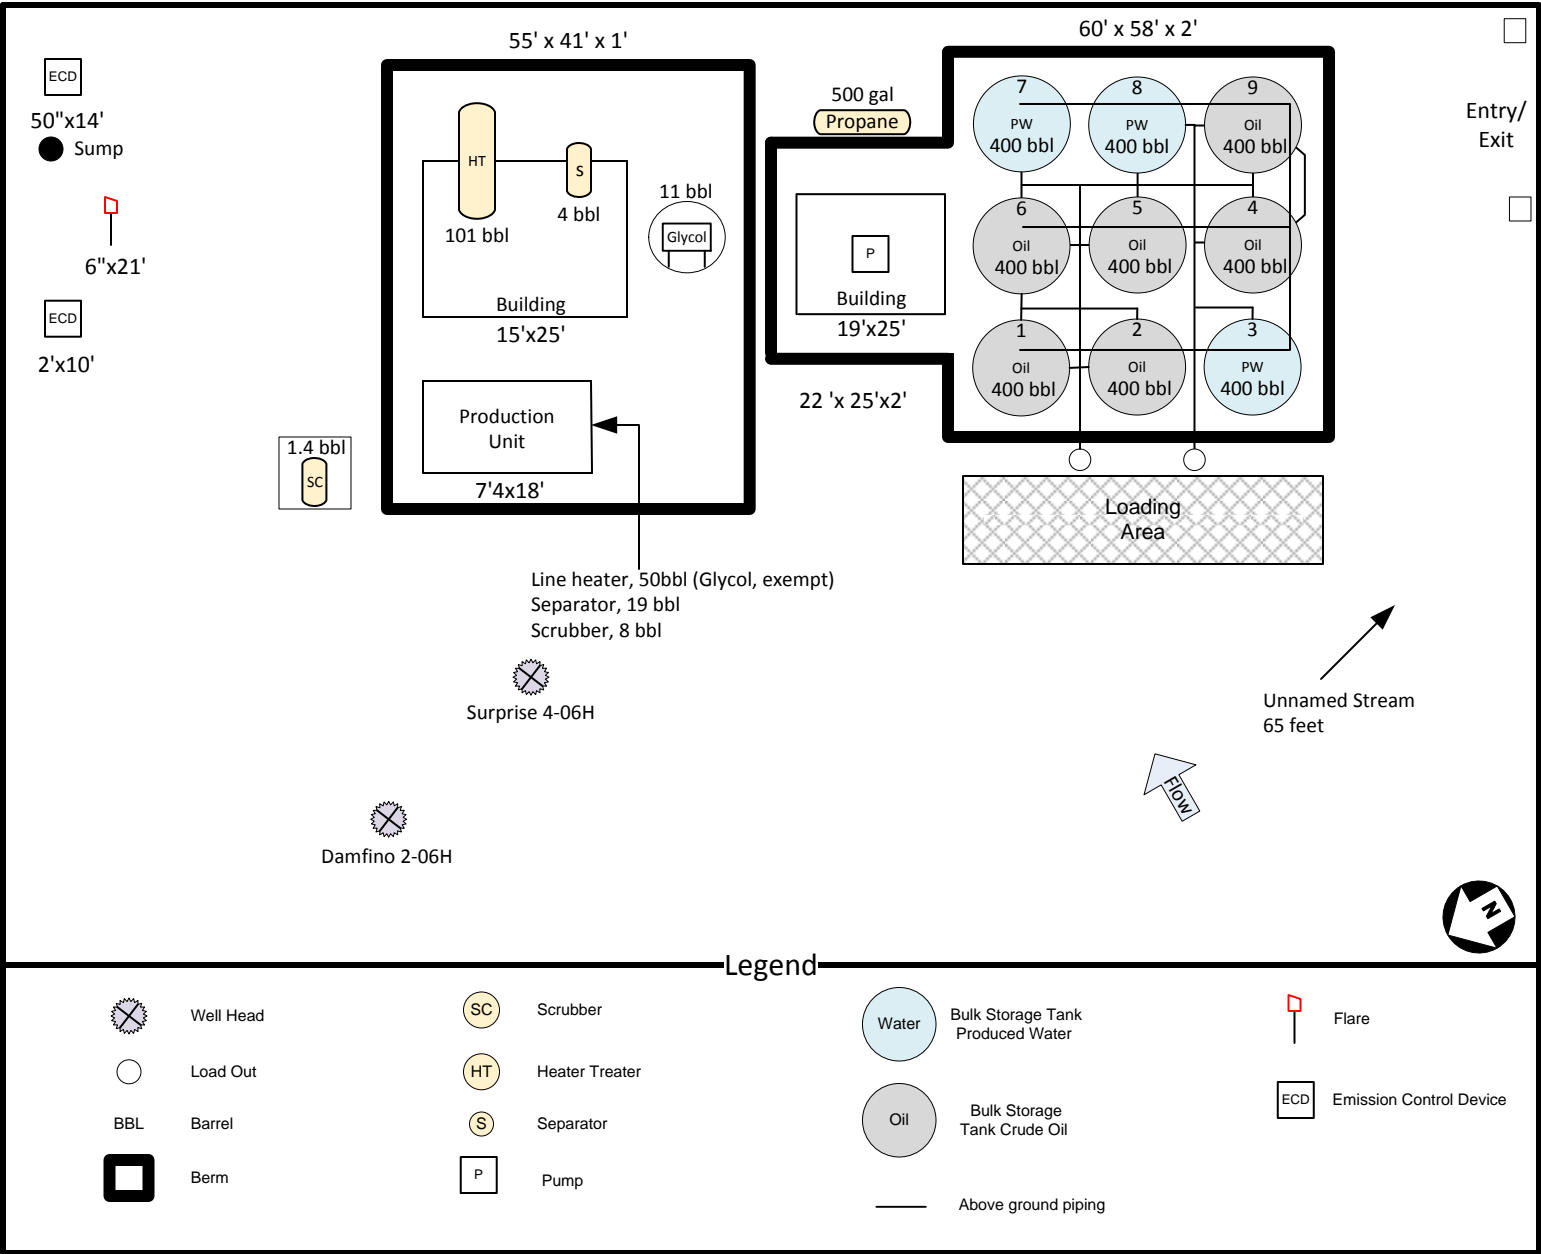 55' x 41' x 1'
60' x 58' x 2'
ECD
50"x14'
Sump
6"x21'
ECD
2'x10'
HT
101 bbl
S
4 bbl
11 bbl
Glycol
Building
15'x25'
Production
Unit
7'4x18'
1.4 bbl
SC
Line heater, 50bbl (Glycol, exempt)
Separator, 19 bbl
Scrubber, 8 bbl
500 gal
Propane
P
Building
19'x25'
22 'x 25'x2'
7
PW
400 bbl
8
PW
400 bbl
9
Oil
400 bbl
6
Oil
400 bbl
5
Oil
400 bbl
4
Oil
400 bbl
1
Oil
400 bbl
2
Oil
400 bbl
3
PW
400 bbl
Entry/
Exit
Loading
Area
Surprise 4-06H
Damfino 2-06H
Unnamed Stream
65 feet
Flow
N
Legend
Well Head
Load Out
BBL
Barrel
Berm
SC
Scrubber
HT
Heater Treater
S
Separator
P
Pump
Water
Bulk Storage Tank
Produced Water
Oil
Bulk Storage
Tank Crude Oil
Above ground piping
Flare
ECD
Emission Control Device